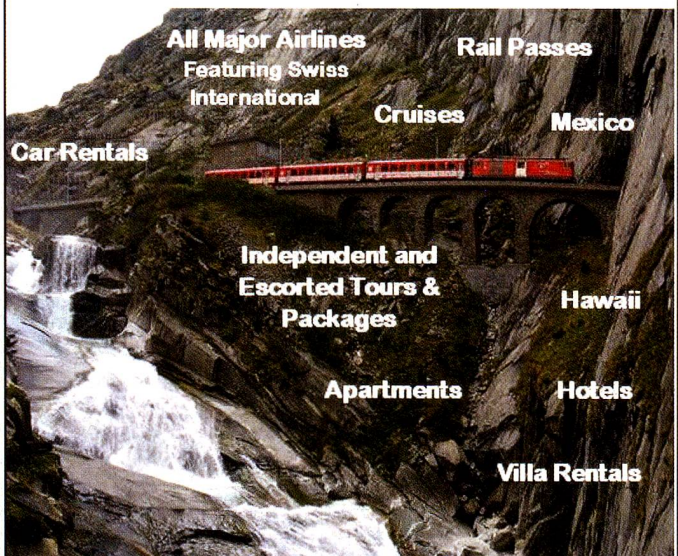 All Major Airlines
Featuring Swiss
International
Rail Passes
Cruises
Mexico
Car Rentals
Independent and
Escorted Tours &
Packages
Hawaii
Apartments
Hotels
Villa Rentals